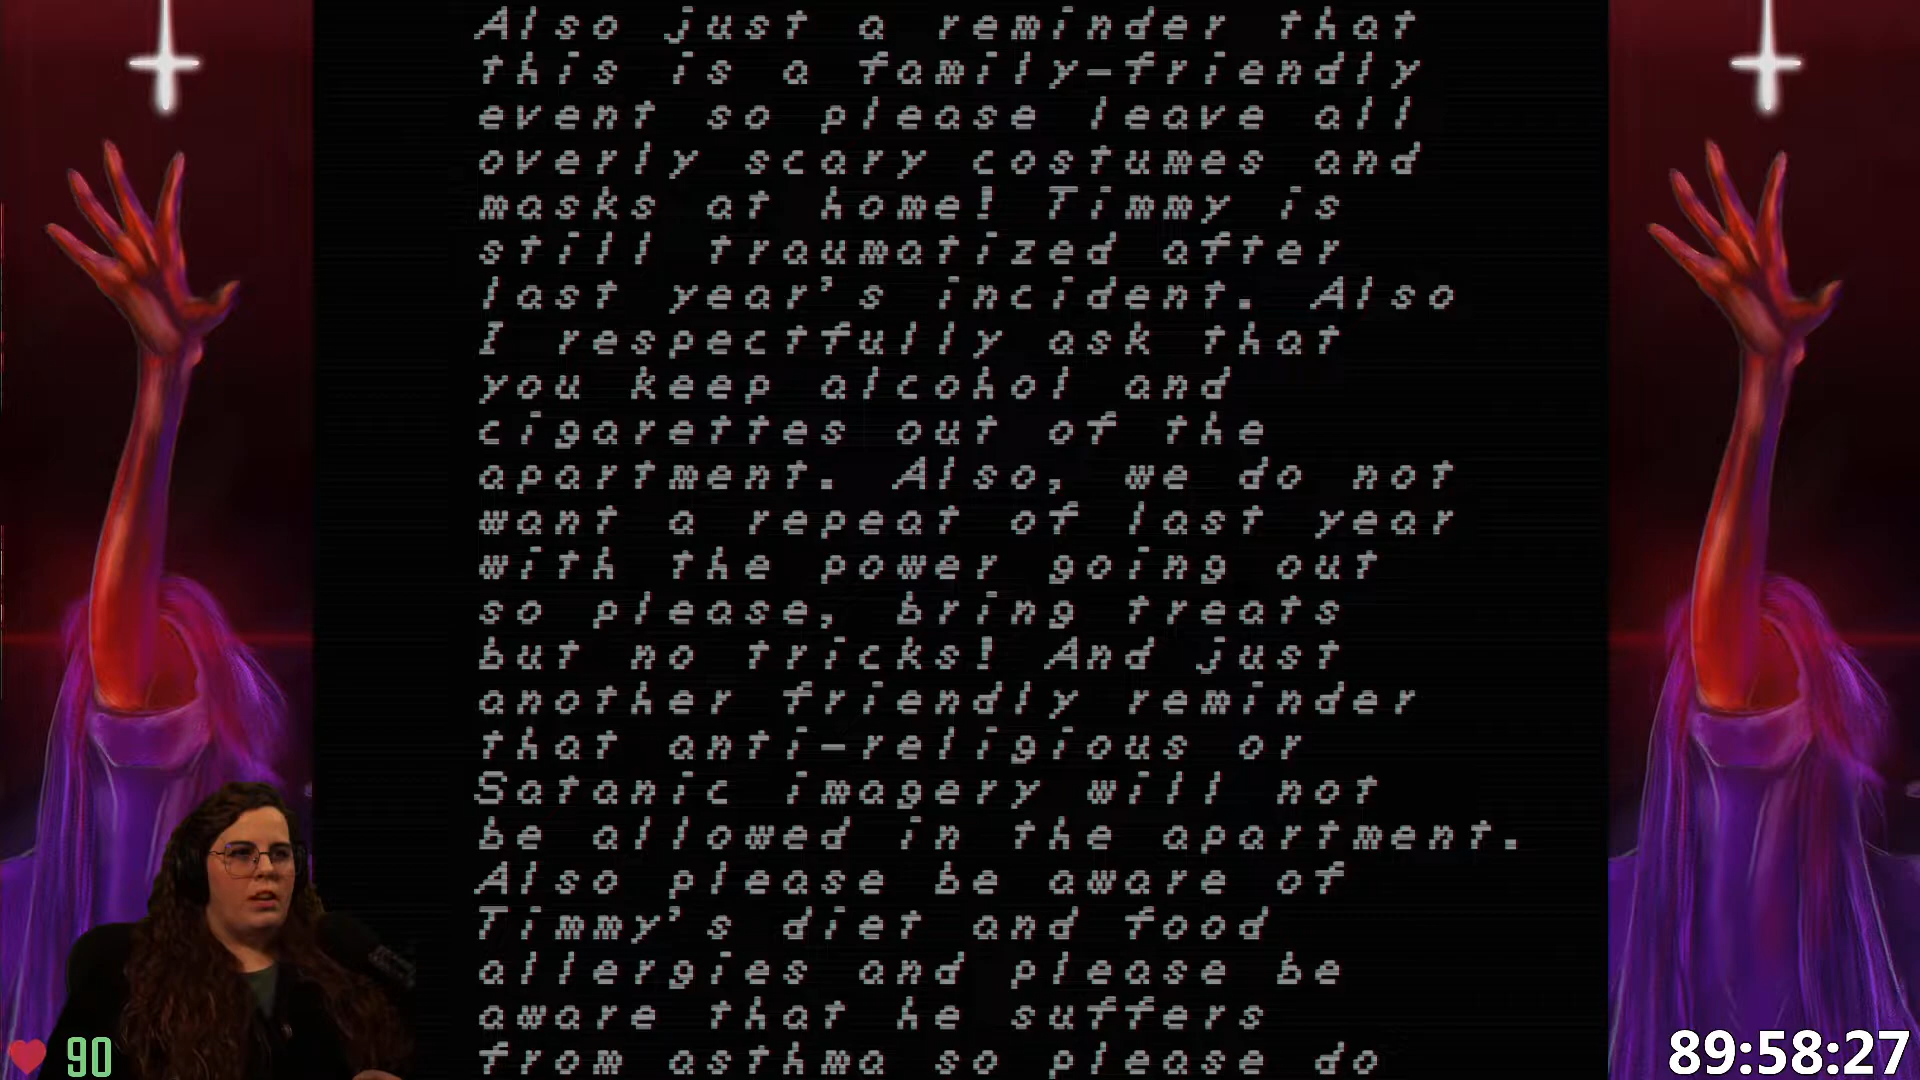 Also just a reminder that
this is a family-friendly
event so please leave all
overly scary costumes and
masks at home! Timmy is
still traumatized after
last year's incident. Also
I respectfully ask that
you keep alcohol and
cigarettes out of the
apartment. Also, we do not
want a repeat of last year
with the power going out
so please, bring treats
but no tricks! And just
another friendly reminder
that anti-religious or
Satanic imagery will not
be allowed in the apartment.
Also please be aware of
Timmy's diet and food
allergies and please be
aware that he suffers
from asthma so please do
90
89:58:27